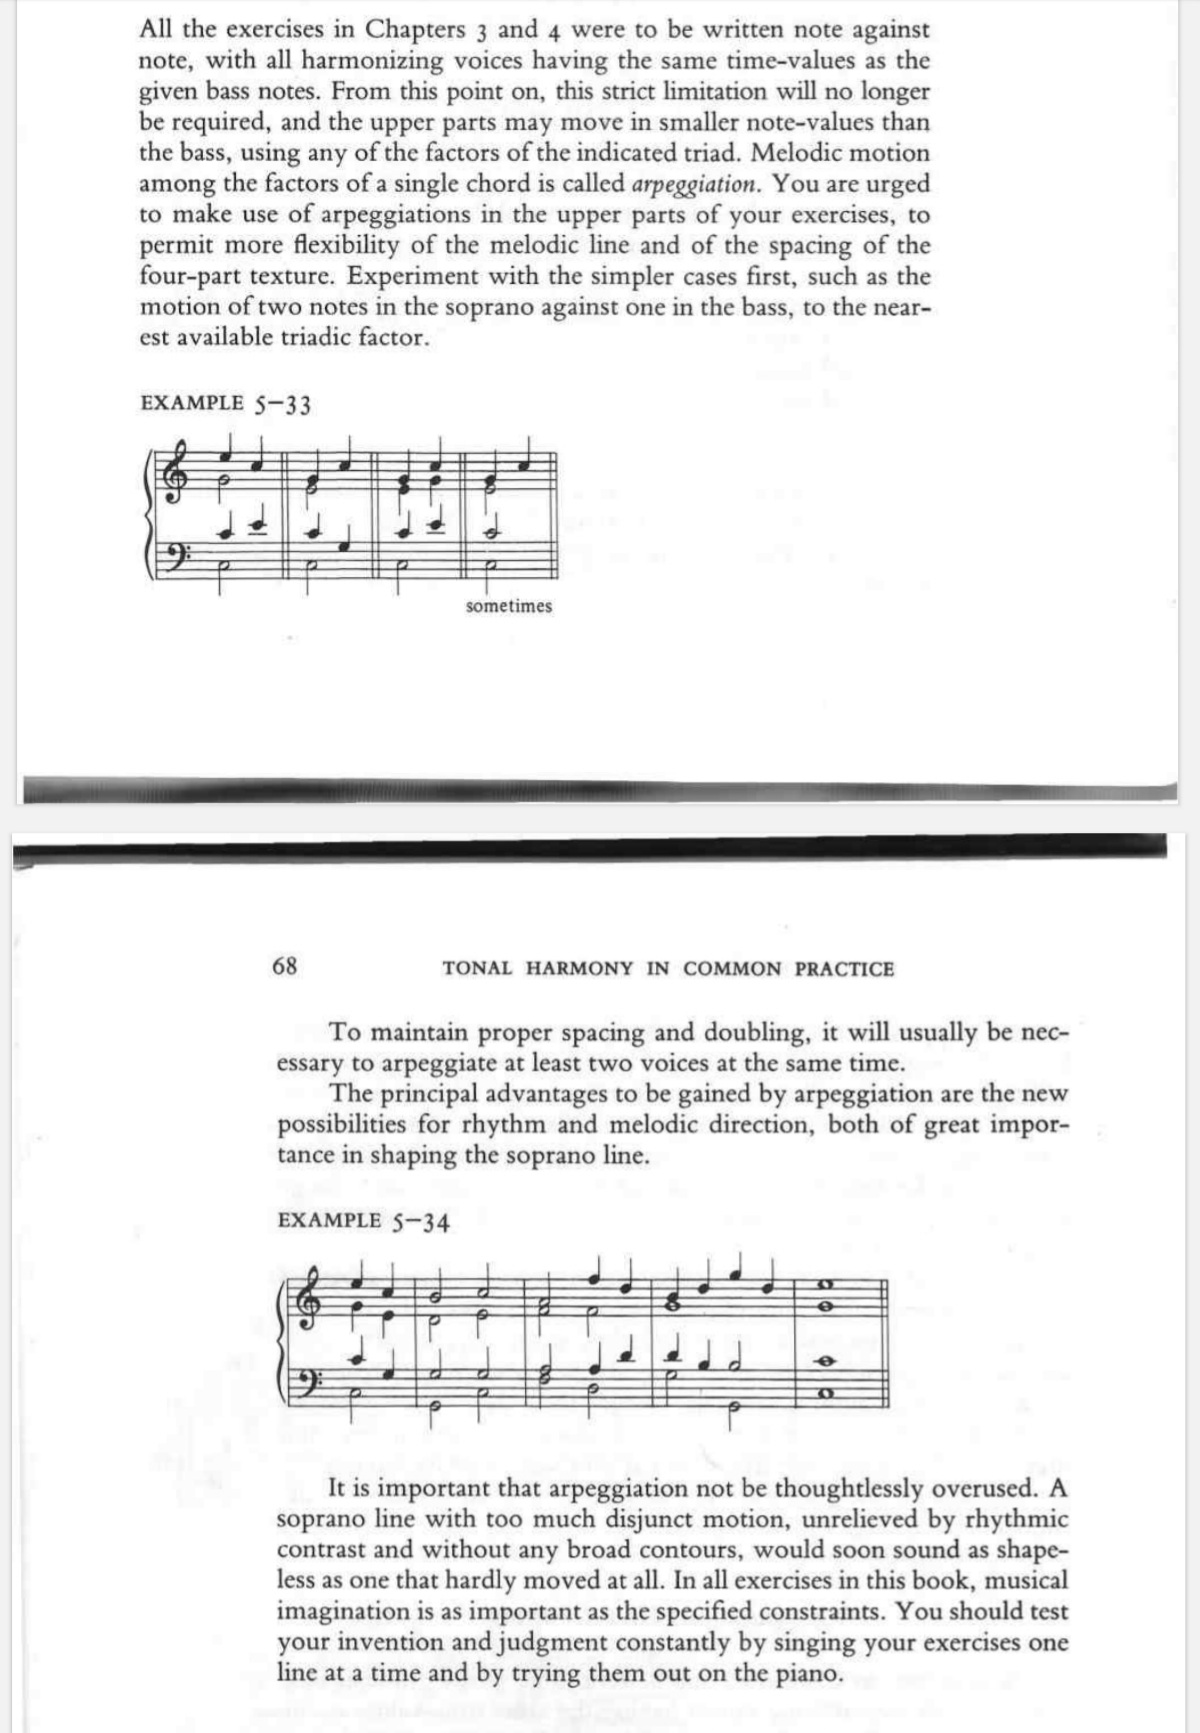 All the exercises in Chapters 3 and 4 were to be written note against
note, with all harmonizing voices having the same time-values as the
given bass notes. From this point on, this strict limitation will no longer
be required, and the upper parts may move in smaller note-values than
the bass, using any of the factors of the indicated triad. Melodic motion
among the factors of a single chord is called arpeggiation. You are urged
to make use of arpeggiations in the upper parts of your exercises, to
permit more flexibility of the melodic line and of the spacing of the
four-part texture. Experiment with the simpler cases first, such as the
motion of two notes in the soprano against one in the bass, to the near-
est available triadic factor.
EXAMPLE 5–33
sometimes
68 TONAL HARMONY IN COMMON PRACTICE
To maintain proper spacing and doubling, it will usually be nec-
essary to arpeggiate at least two voices at the same time.
The principal advantages to be gained by arpeggiation are the new
possibilities for rhythm and melodic direction, both of great impor-
tance in shaping the soprano line.
EXAMPLE 5–34
It is important that arpeggiation not be thoughtlessly overused. A
soprano line with too much disjunct motion, unrelieved by rhythmic
contrast and without any broad contours, would soon sound as shape-
less as one that hardly moved at all. In all exercises in this book, musical
imagination is as important as the specified constraints. You should test
your invention and judgment constantly by singing your exercises one
line at a time and by trying them out on the piano.